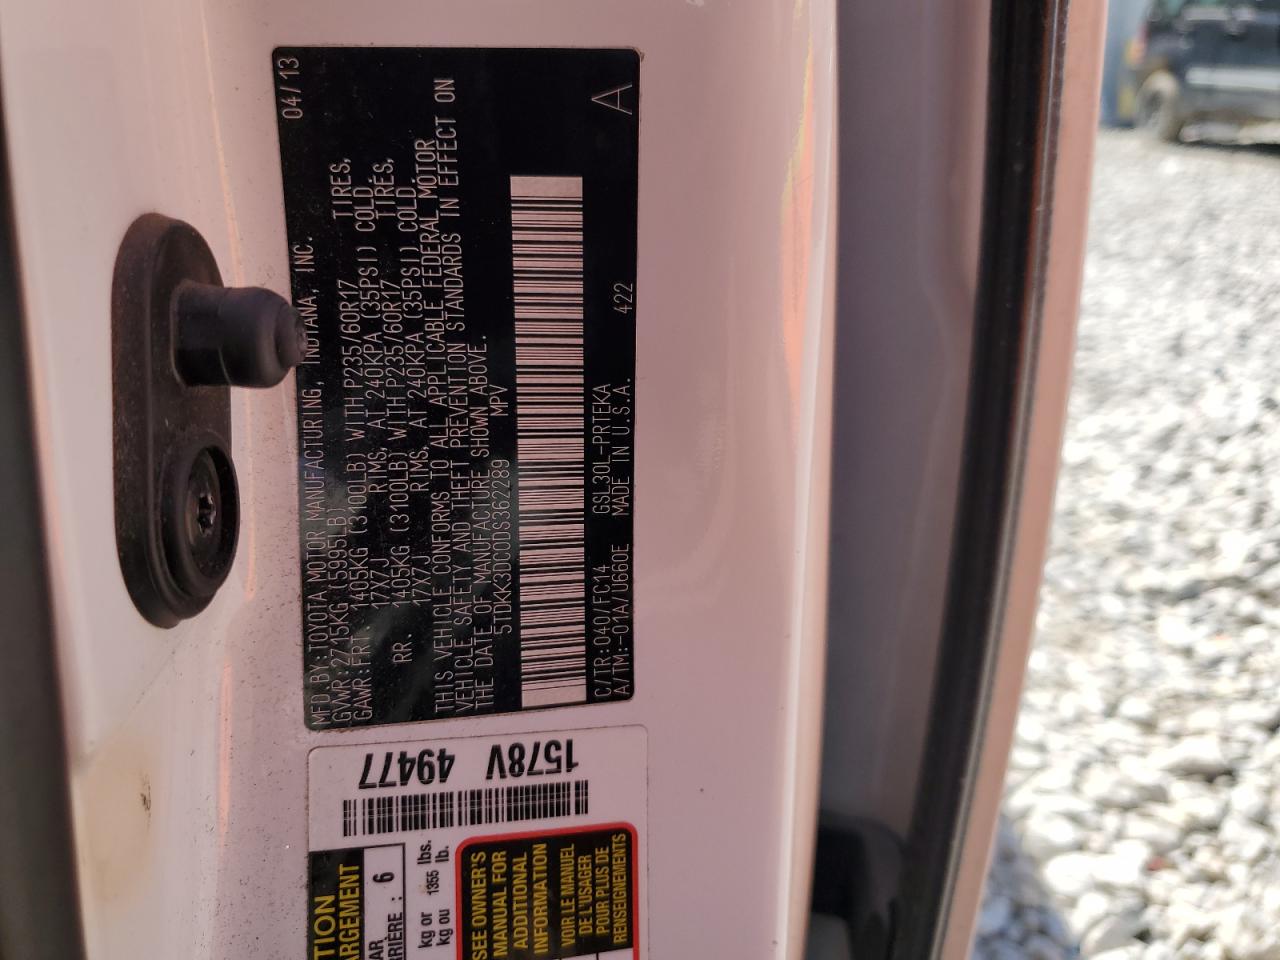 MFD. BY: TOYOTA MOTOR MANUFACTURING, INDIANA, INC. 04/13
GVWR: 2715KG (5995LB)
GAWR FRT. 1405KG (3100LB) WITH P235/60R17 TIRES,
17X7J RIMS, AT 240KPA (35PSI) COLD.
RR. 1405KG (3100LB) WITH P235/60R17 TIRES,
17X7J RIMS, AT 240KPA (35PSI) COLD.
THIS VEHICLE CONFORMS TO ALL APPLICABLE FEDERAL MOTOR
VEHICLE SAFETY AND THEFT PREVENTION STANDARDS IN EFFECT ON
THE DATE OF MANUFACTURE SHOWN ABOVE.
5TDKK3DC0DS362289 MPV
C/TR:040/FC14 GSL30L-PRTEKA
A/TM:-01A/U660E MADE IN U.S.A. 422 A
1578V 49477
TION
ARGEMENT
AR
RRIÈRE : 6
kg or 1355 lbs.
kg ou lb.
SEE OWNER'S
MANUAL FOR
ADDITIONAL
INFORMATION
VOIR LE MANUEL
DE L'USAGER
POUR PLUS DE
RENSEIGNEMENTS